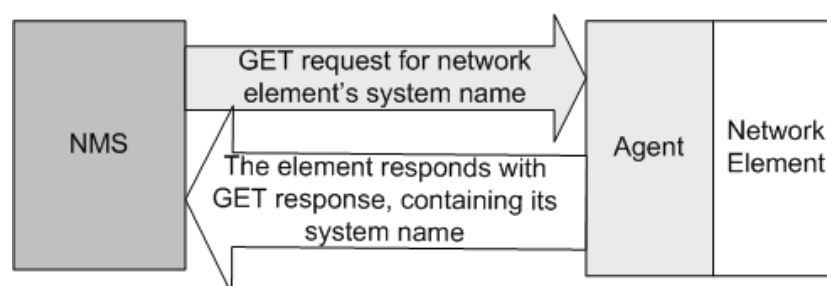 NMS
GET request for network
element's system name
The element responds with
GET response, containing its
system name
Agent
Network
Element